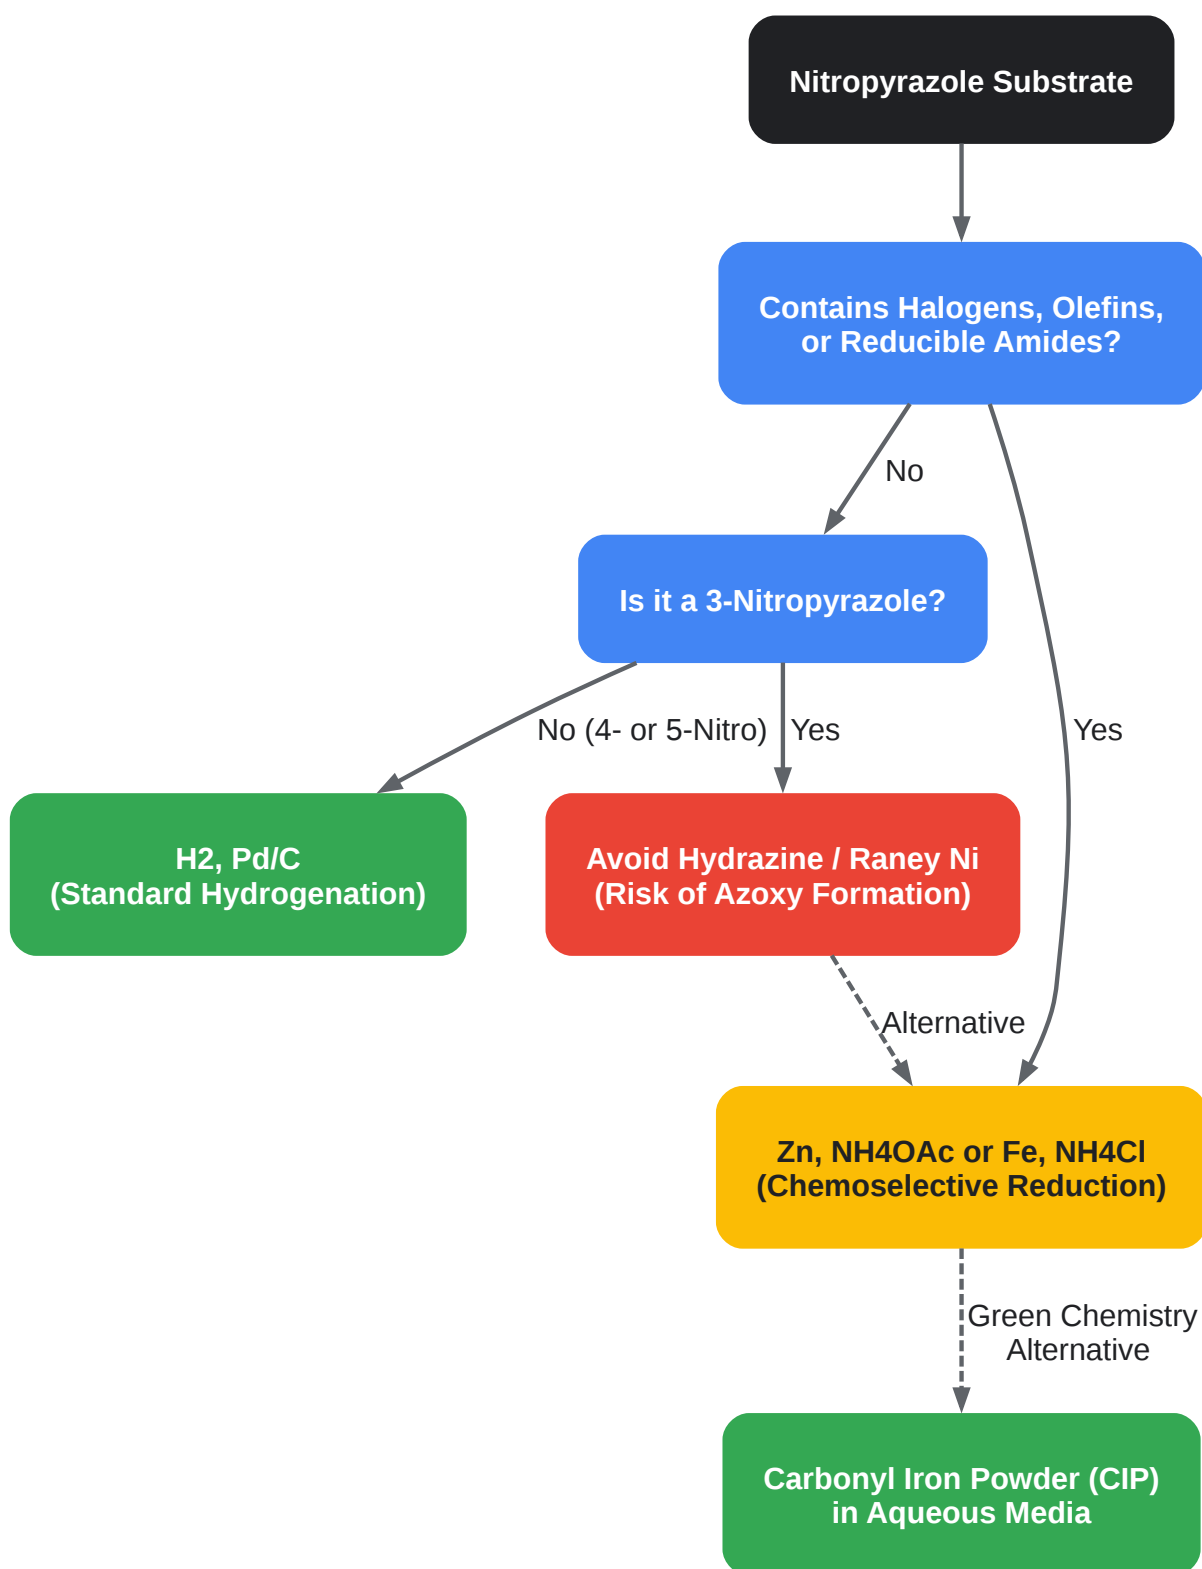 Nitropyrazole Substrate
Contains Halogens, Olefins,
or Reducible Amides?
No
Is it a 3-Nitropyrazole?
No (4- or 5-Nitro)
Yes
Yes
H2, Pd/C
(Standard Hydrogenation)
Avoid Hydrazine / Raney Ni
(Risk of Azoxy Formation)
Alternative
Zn, NH4OAc or Fe, NH4Cl
(Chemoselective Reduction)
Green Chemistry
Alternative
Carbonyl Iron Powder (CIP)
in Aqueous Media